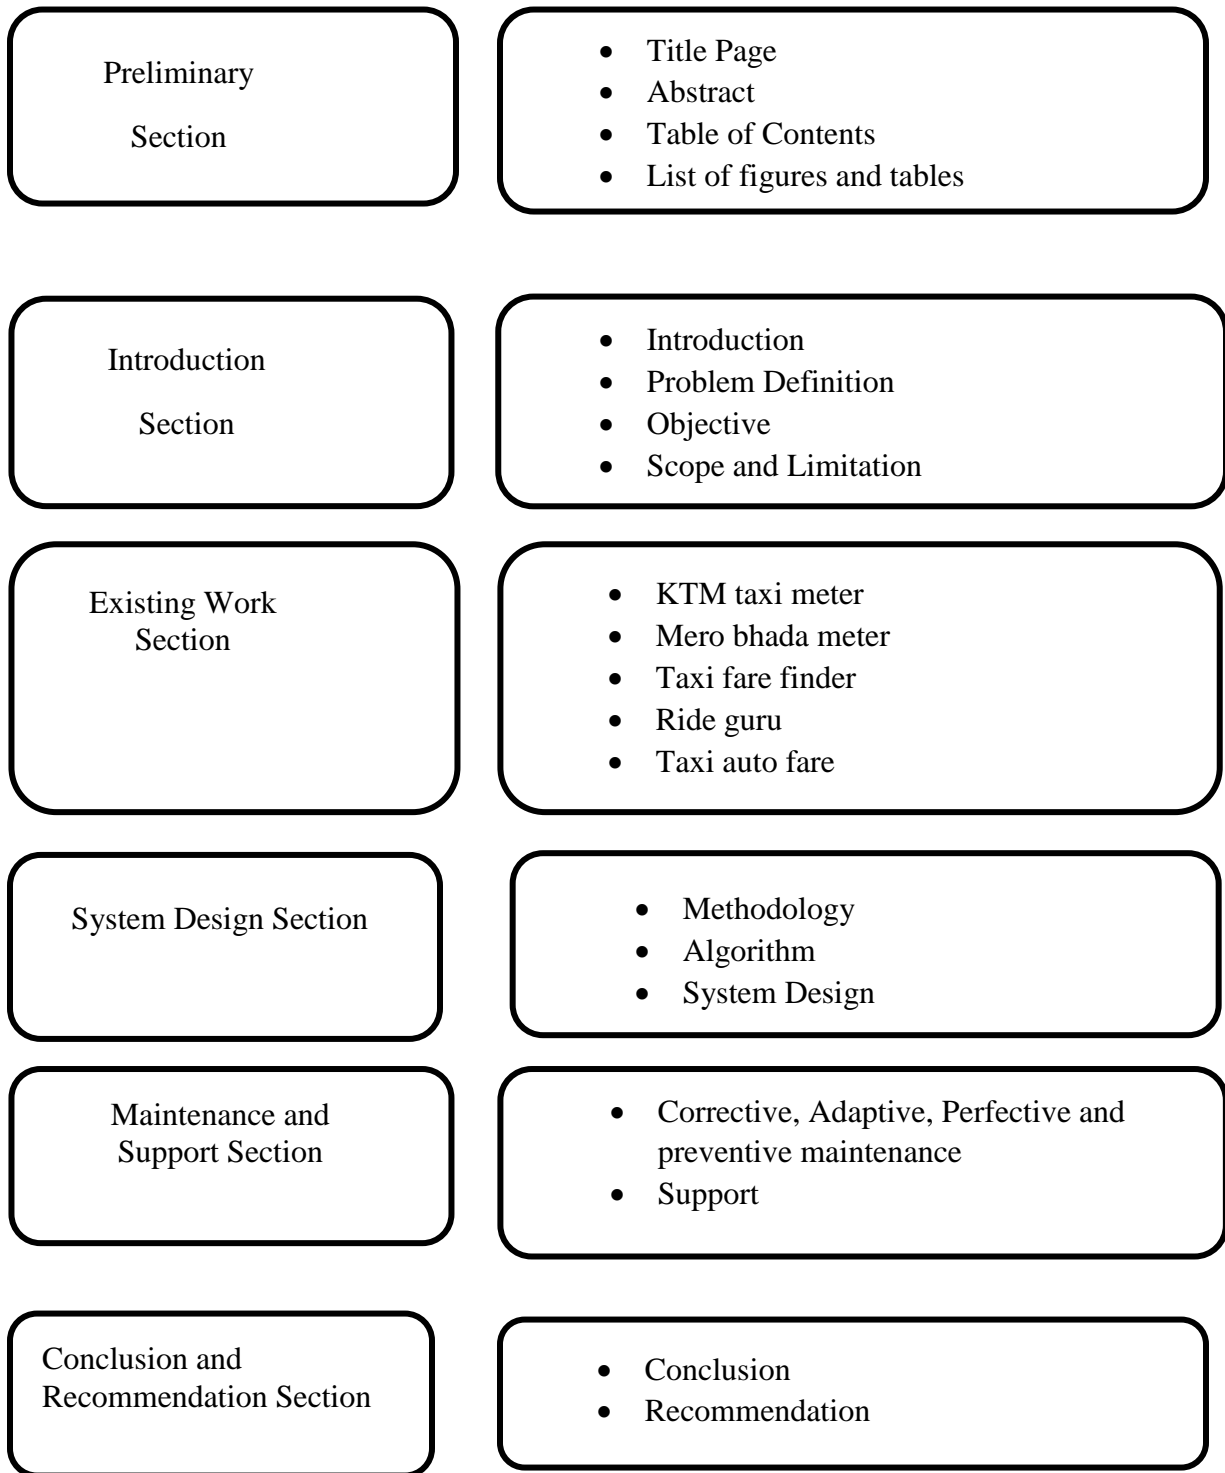 Preliminary
Section
• Title Page
• Abstract
• Table of Contents
• List of figures and tables
Introduction
Section
• Introduction
• Problem Definition
• Objective
• Scope and Limitation
Existing Work
Section
• KTM taxi meter
• Mero bhada meter
• Taxi fare finder
• Ride guru
• Taxi auto fare
System Design Section
• Methodology
• Algorithm
• System Design
Maintenance and
Support Section
• Corrective, Adaptive, Perfective and
preventive maintenance
• Support
Conclusion and
Recommendation Section
• Conclusion
• Recommendation